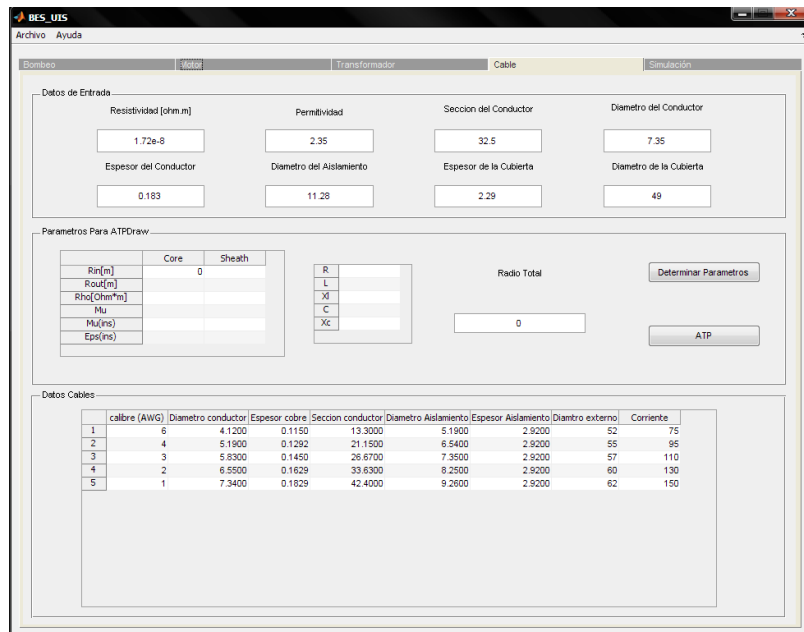 BES_UIS
Archivo Ayuda
Bombeo Motor Transformador Cable Simulación
Datos de Entrada
Resistividad [ohm.m] Permitividad Seccion del Conductor Diametro del Conductor
1.72e-8 2.35 32.5 7.35
Espesor del Conductor Diametro del Aislamiento Espesor de la Cubierta Diametro de la Cubierta
0.183 11.28 2.29 49
Parametros Para ATPDraw
Core Sheath
Rin[m] 0
Rout[m]
Rho[Ohm*m]
Mu
Mu(ins)
Eps(ins)
R
L
Xl
C
Xc
Radio Total
0
Determinar Parametros
ATP
Datos Cables
calibre (AWG) Diametro conductor Espesor cobre Seccion conductor Diametro Aislamiento Espesor Aislamiento Diamtro externo Corriente
1 6 4.1200 0.1150 13.3000 5.1900 2.9200 52 75
2 4 5.1900 0.1292 21.1500 6.5400 2.9200 55 95
3 3 5.8300 0.1450 26.6700 7.3500 2.9200 57 110
4 2 6.5500 0.1629 33.6300 8.2500 2.9200 60 130
5 1 7.3400 0.1829 42.4000 9.2600 2.9200 62 150